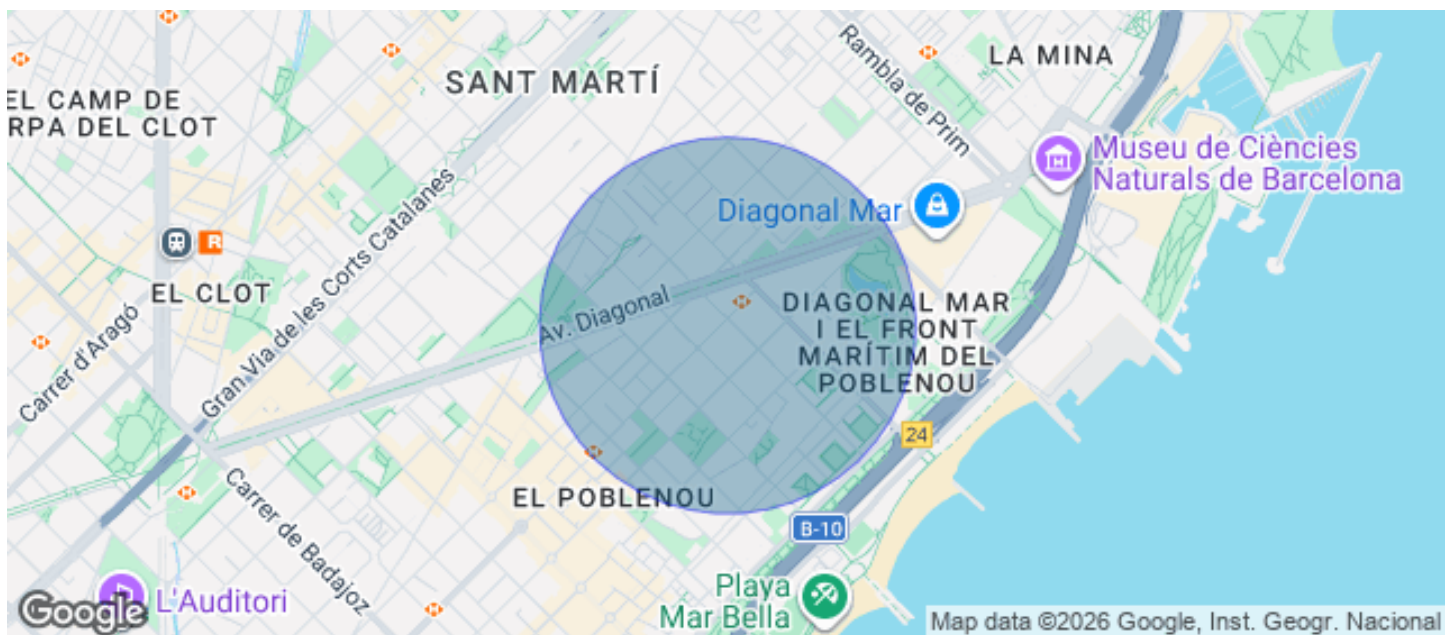 SANT MARTÍ
LA MINA
Rambla de Prim
EL CAMP DE
RPA DEL CLOT
Museu de Ciències
Naturals de Barcelona
Diagonal Mar
Gran Via de les Corts Catalanes
R
EL CLOT
Av. Diagonal
DIAGONAL MAR
I EL FRONT
MARÍTIM DEL
POBLENOU
Carrer d'Aragó
24
EL POBLENOU
B-10
Carrer de Badajoz
Playa
Mar Bella
L'Auditori
Google
Map data ©2026 Google, Inst. Geogr. Nacional